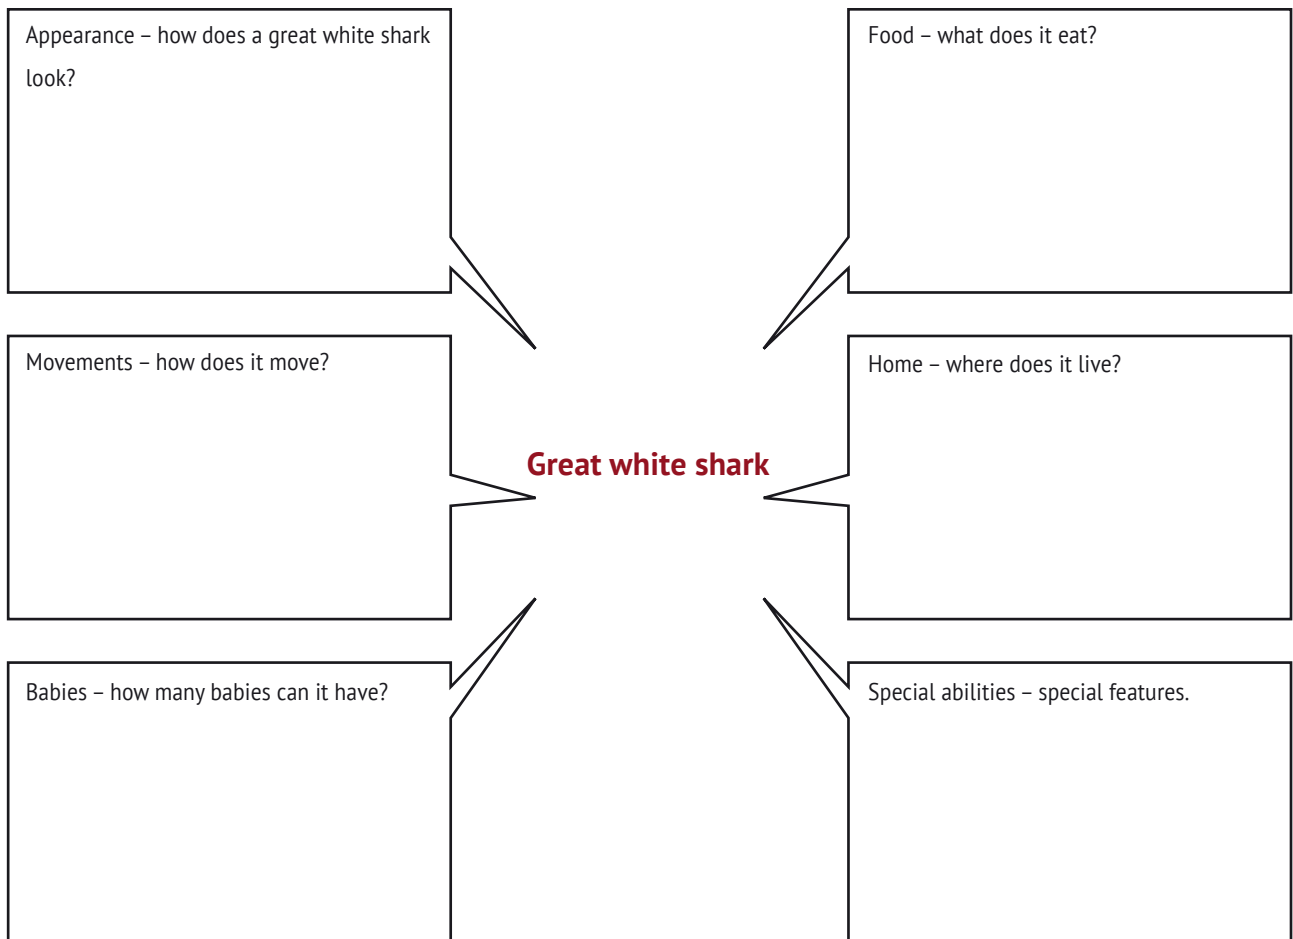 Appearance – how does a great white shark
look?
Food – what does it eat?
Movements – how does it move?
Home – where does it live?
Great white shark
Babies – how many babies can it have?
Special abilities – special features.